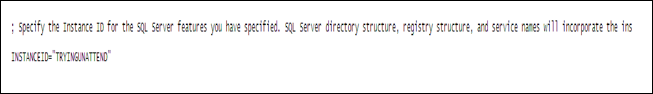 ; Specify the Instance ID for the SQL Server features you have specified. SQL Server directory structure, registry structure, and service names will incorporate the ins
INSTANCEID="TRYINGUNATTEND"